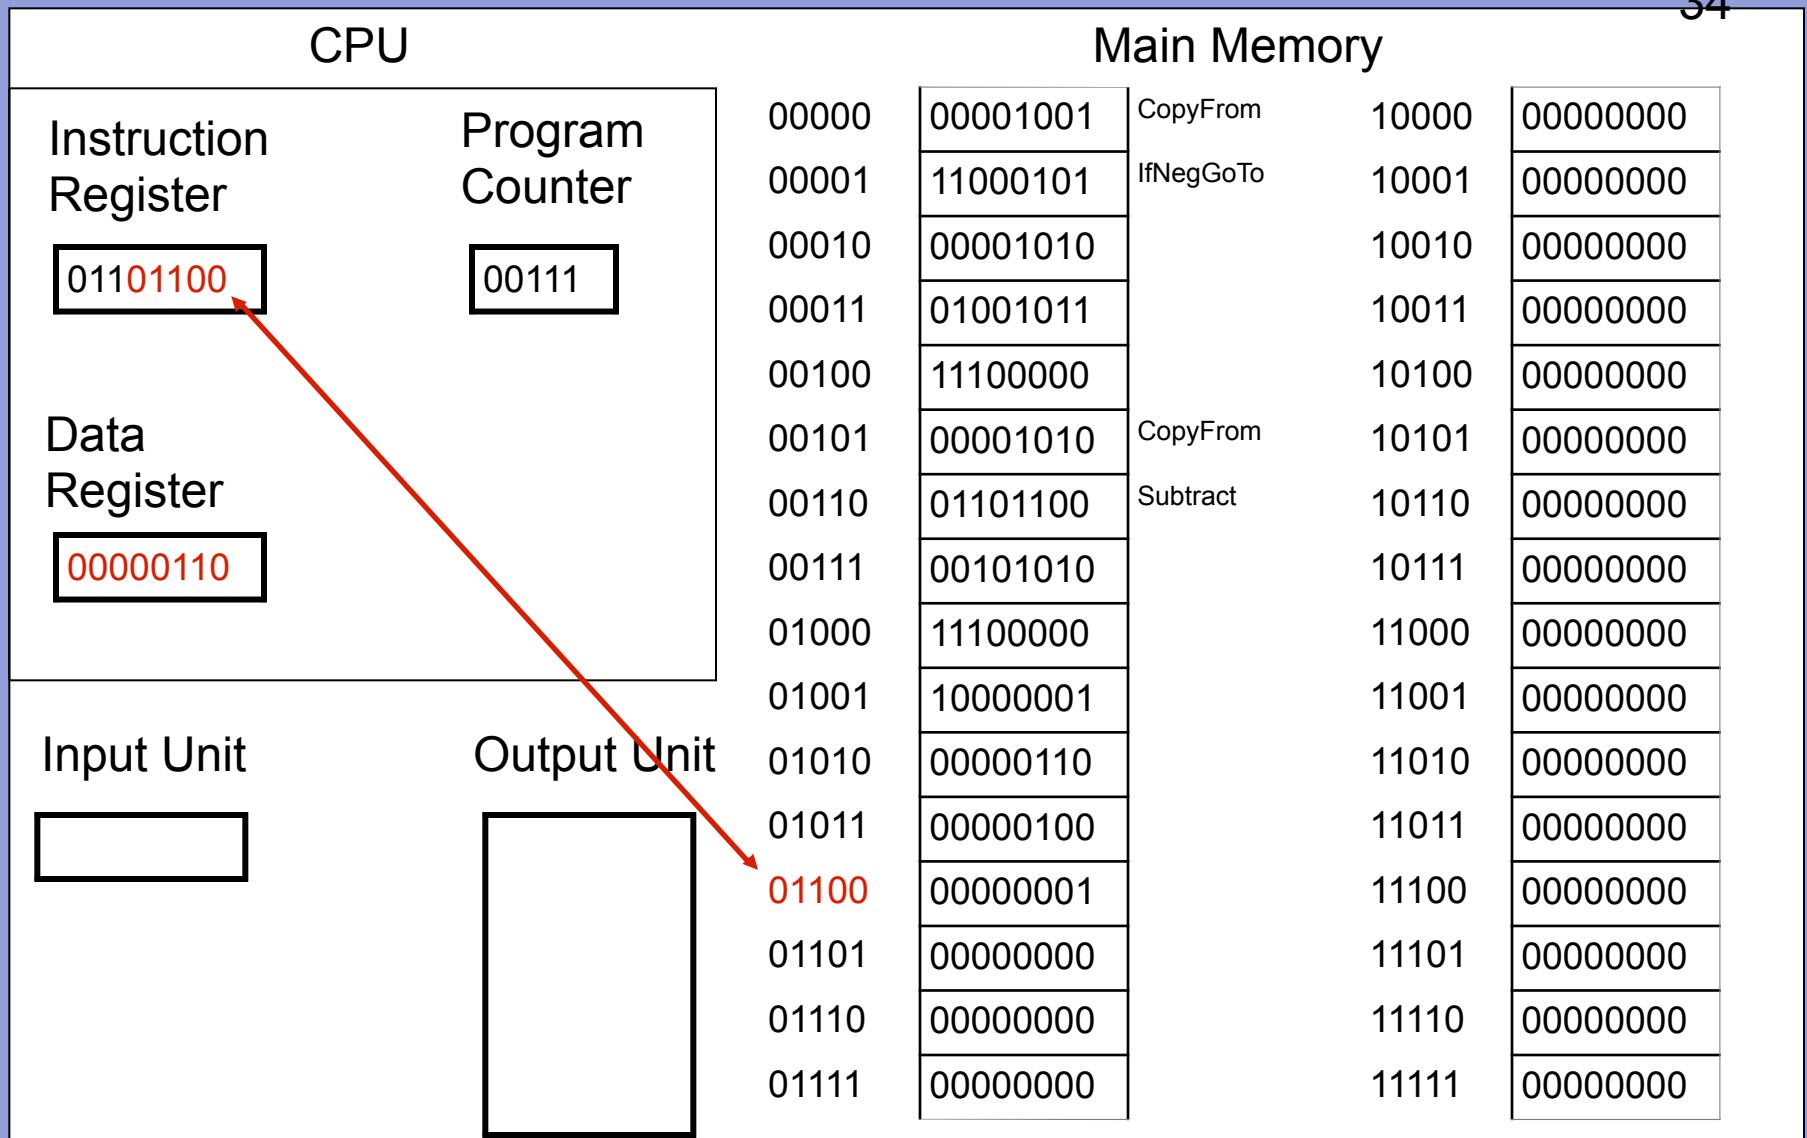 34
CPU
Main Memory
Instruction
Register
Program
Counter
01101100
00111
Data
Register
00000110
Input Unit
Output Unit
00000 00001001 CopyFrom 10000 00000000
00001 11000101 IfNegGoTo 10001 00000000
00010 00001010 10010 00000000
00011 01001011 10011 00000000
00100 11100000 10100 00000000
00101 00001010 CopyFrom 10101 00000000
00110 01101100 Subtract 10110 00000000
00111 00101010 10111 00000000
01000 11100000 11000 00000000
01001 10000001 11001 00000000
01010 00000110 11010 00000000
01011 00000100 11011 00000000
01100 00000001 11100 00000000
01101 00000000 11101 00000000
01110 00000000 11110 00000000
01111 00000000 11111 00000000